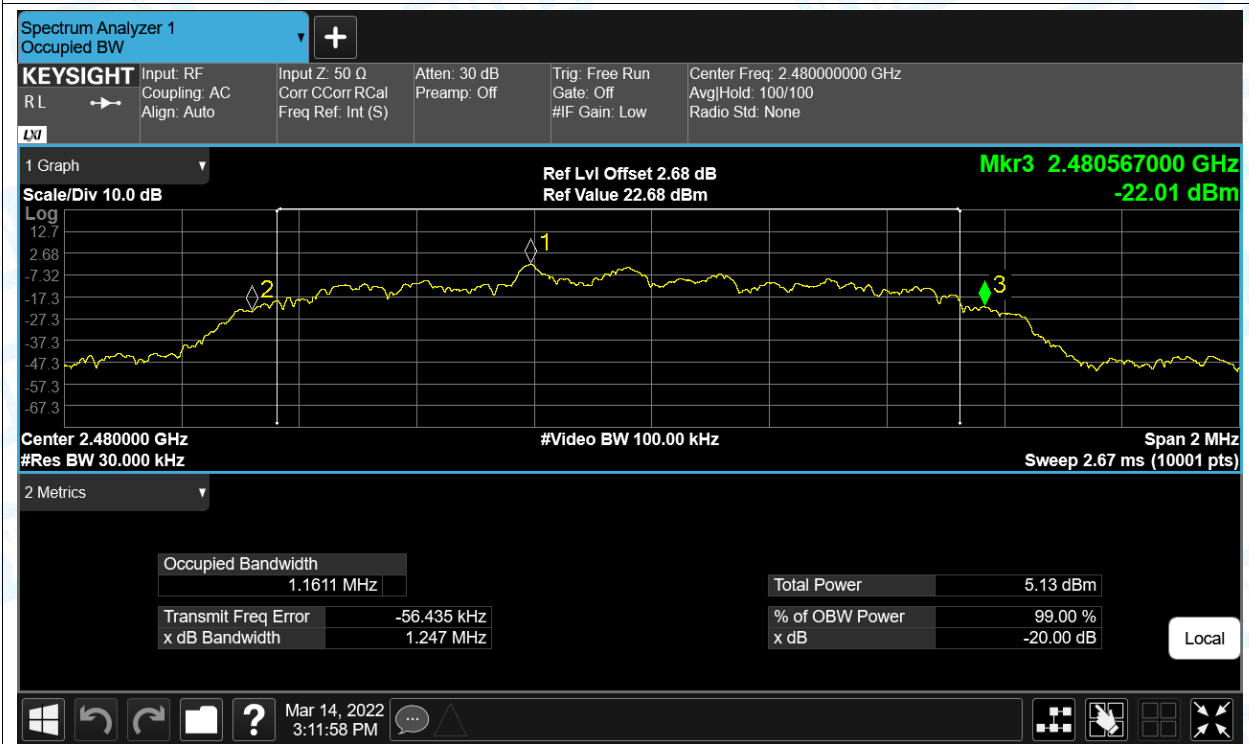 Spectrum Analyzer 1
Occupied BW
KEYSIGHT Input: RF Input Z: 50 Ω Atten: 30 dB Trig: Free Run Center Freq: 2.480000000 GHz
R L Coupling: AC Corr CCorr RCal Preamp: Off Gate: Off Avg|Hold: 100/100
Align: Auto Freq Ref: Int (S) #IF Gain: Low Radio Std: None
LXI
1 Graph Ref Lvl Offset 2.68 dB Mkr3 2.480567000 GHz
Scale/Div 10.0 dB Ref Value 22.68 dBm -22.01 dBm
Log
12.7
1
2.68
-7.32
2 3
-17.3
-27.3
-37.3
-47.3
-57.3
-67.3
Center 2.480000 GHz #Video BW 100.00 kHz Span 2 MHz
#Res BW 30.000 kHz Sweep 2.67 ms (10001 pts)
2 Metrics
Occupied Bandwidth
1.1611 MHz Total Power 5.13 dBm
Transmit Freq Error -56.435 kHz % of OBW Power 99.00 %
x dB Bandwidth 1.247 MHz x dB -20.00 dB
Local
? Mar 14, 2022
3:11:58 PM